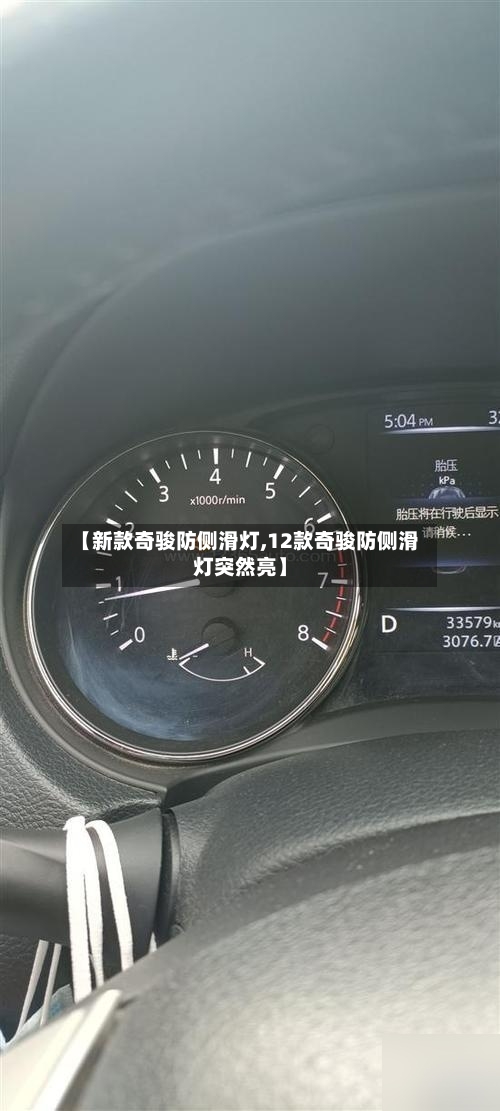 5:04 PM
32
胎压
kPa
胎压将在行驶后显示
请稍侯...
4
3
5
x1000r/min
2
6
【新款奇骏防侧滑灯,12款奇骏防侧滑
灯突然亮】
1
7
0
8
H
D
33579
3076.7